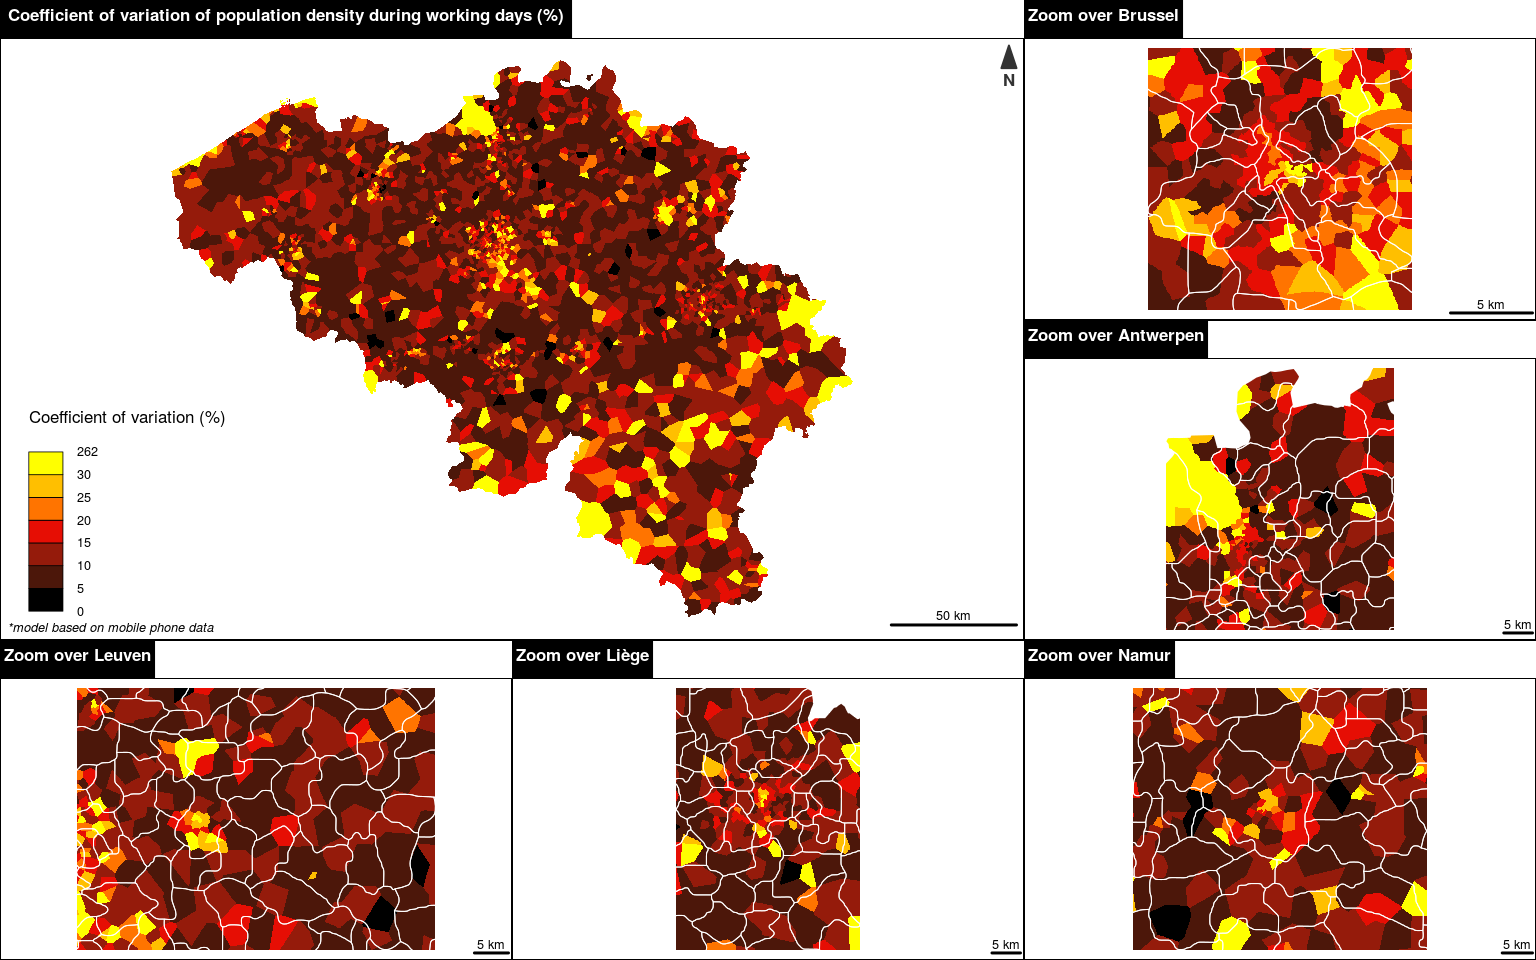 Coefficient of variation of population density during working days (%)
N
Coefficient of variation (%)
262
30
25
20
15
10
5
0
*model based on mobile phone data
50 km
Zoom over Brussel
5 km
Zoom over Antwerpen
5 km
Zoom over Leuven
5 km
Zoom over Liège
5 km
Zoom over Namur
5 km